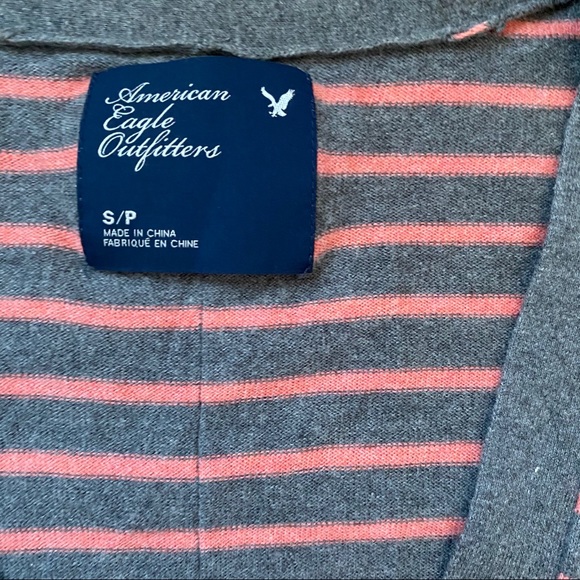 American
Eagle
Outfitters
S/P
MADE IN CHINA
FABRIQUÉ EN CHINE